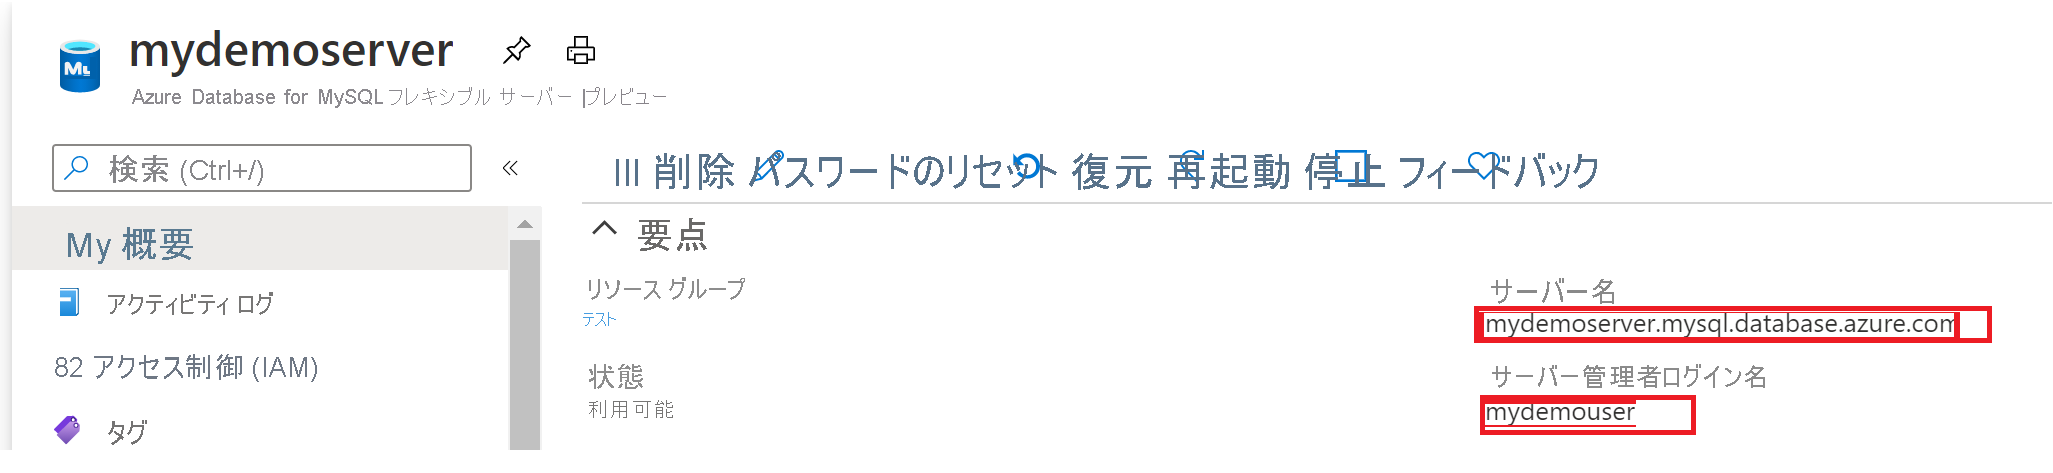 mydemoserver
Azure Database for MySQL フレキシブル サーバー |プレビュー
検索 (Ctrl+/)
«
III 削除 パスワードのリセット 復元 再起動 停止 フィードバック
My 概要
要点
アクティビティ ログ
リソース グループ
テスト
サーバー名
mydemoserver.mysql.database.azure.com
82 アクセス制御 (IAM)
状態
利用可能
サーバー管理者ログイン名
mydemouser
タグ